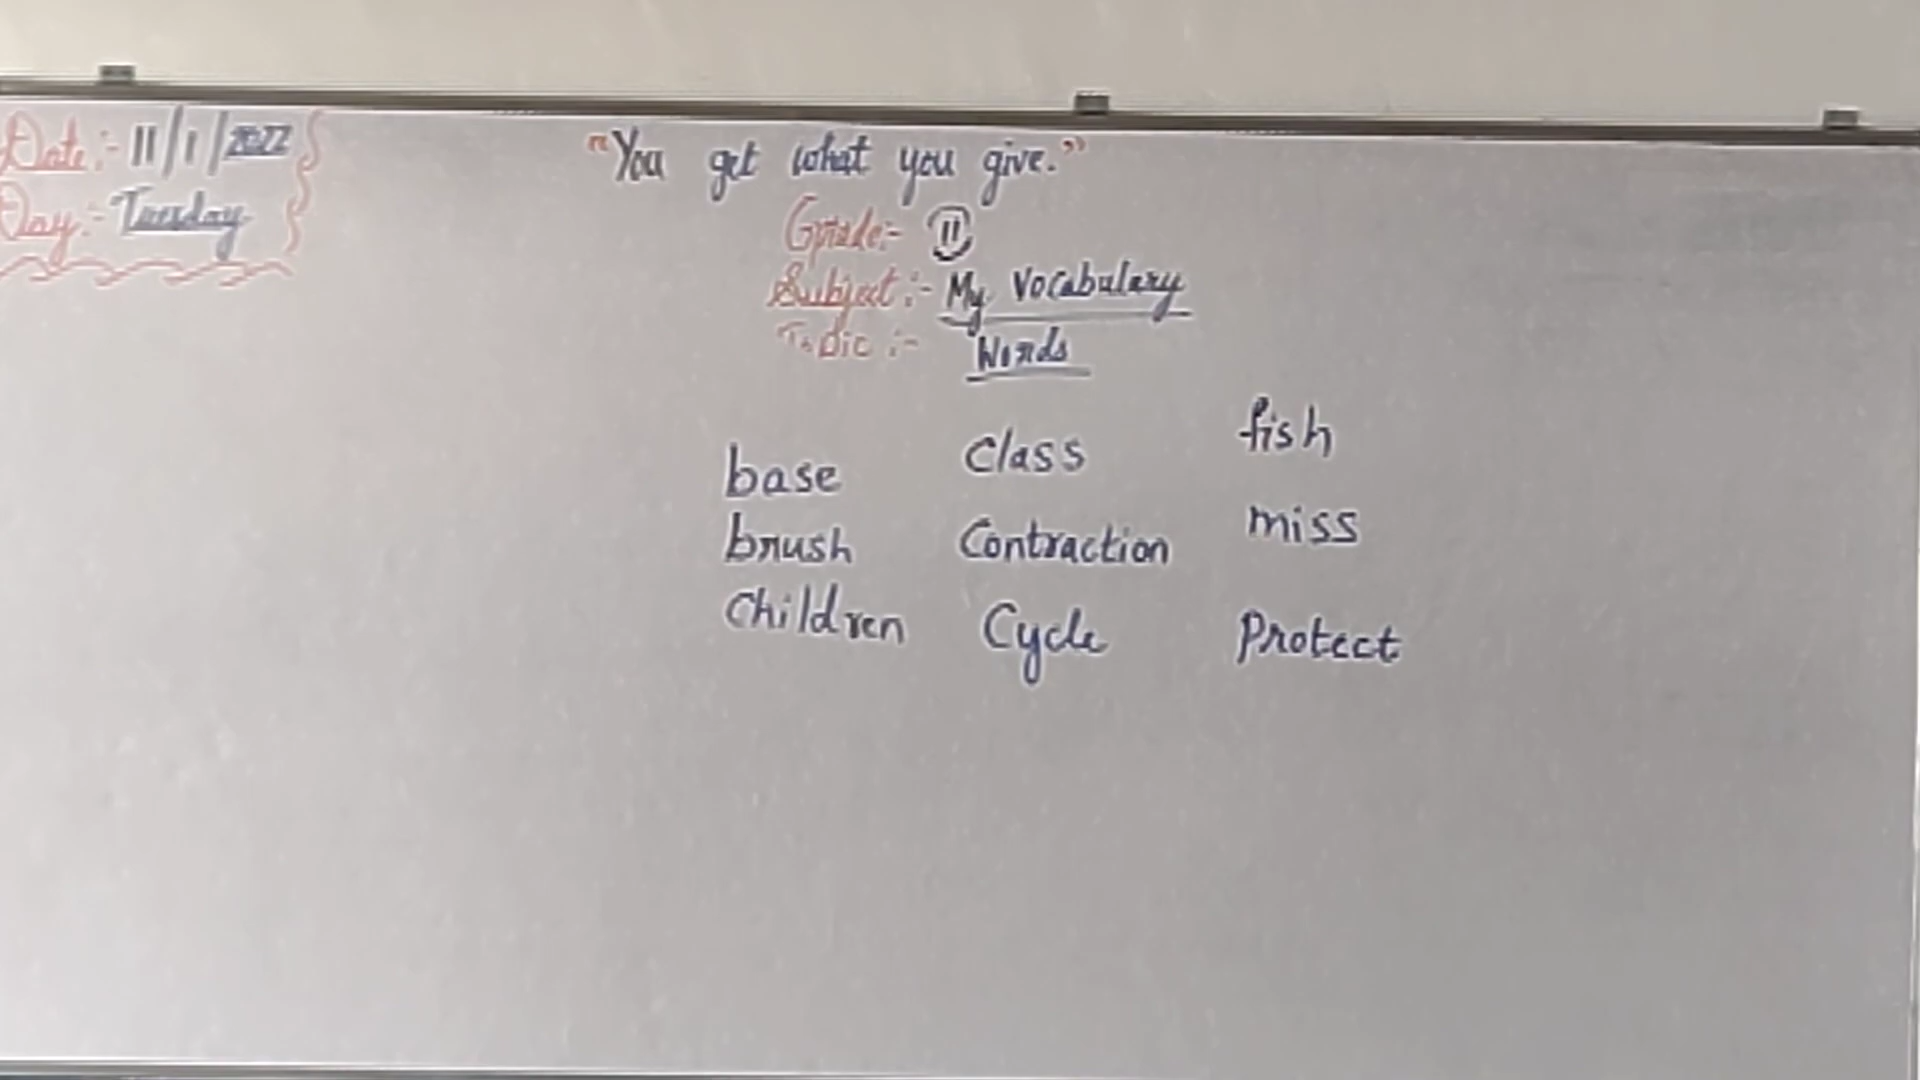 Date:- 11/1/2022
Day:- Tuesday
"You get what you give."
Grade:- II
Subject:- My Vocabulary
Topic:- Words
base Class fish
brush Contraction miss
Children Cycle Protect